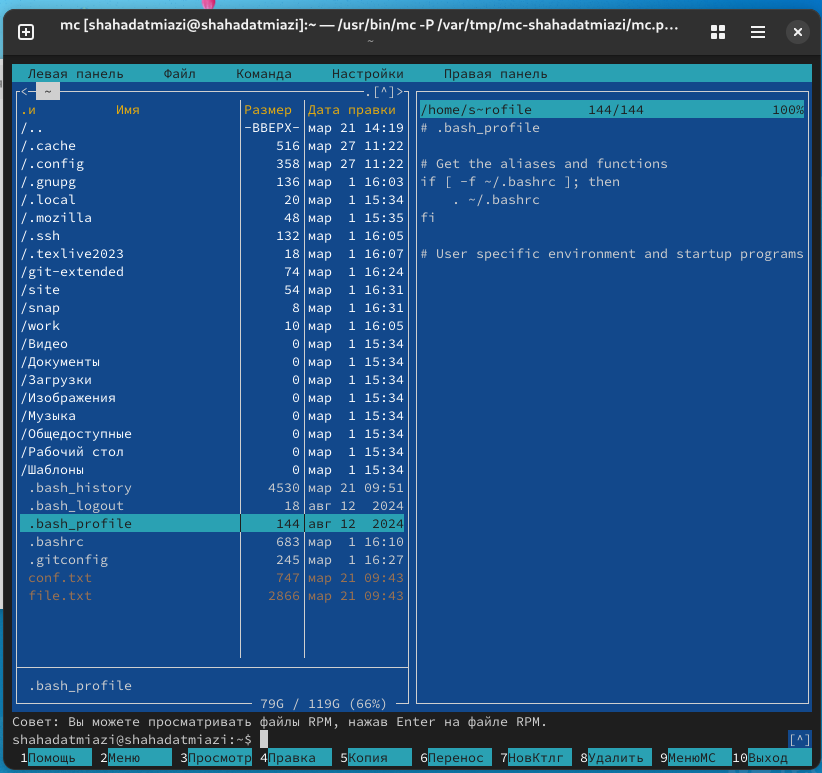 mc [shahadatmiazi@shahadatmiazi]:~ — /usr/bin/mc -P /var/tmp/mc-shahadatmiazi/mc.p…
~
Левая панель Файл Команда Настройки Правая панель
<— ~ .[^]>
.и Имя Размер Дата правки
/.. -ВВЕРХ- мар 21 14:19
/.cache 516 мар 27 11:22
/.config 358 мар 27 11:22
/.gnupg 136 мар 1 16:03
/.local 20 мар 1 15:34
/.mozilla 48 мар 1 15:35
/.ssh 132 мар 1 16:05
/.texlive2023 18 мар 1 16:07
/git-extended 74 мар 1 16:24
/site 54 мар 1 16:31
/snap 8 мар 1 16:31
/work 10 мар 1 16:05
/Видео 0 мар 1 15:34
/Документы 0 мар 1 15:34
/Загрузки 0 мар 1 15:34
/Изображения 0 мар 1 15:34
/Музыка 0 мар 1 15:34
/Общедоступные 0 мар 1 15:34
/Рабочий стол 0 мар 1 15:34
/Шаблоны 0 мар 1 15:34
.bash_history 4530 мар 21 09:51
.bash_logout 18 авг 12 2024
.bash_profile 144 авг 12 2024
.bashrc 683 мар 1 16:10
.gitconfig 245 мар 1 16:27
conf.txt 747 мар 21 09:43
file.txt 2866 мар 21 09:43
.bash_profile
79G / 119G (66%)
/home/s~rofile 144/144 100%
# .bash_profile
# Get the aliases and functions
if [ -f ~/.bashrc ]; then
. ~/.bashrc
fi
# User specific environment and startup programs
Совет: Вы можете просматривать файлы RPM, нажав Enter на файле RPM.
shahadatmiazi@shahadatmiazi:~$ [^]
1Помощь 2Меню 3Просмотр 4Правка 5Копия 6Перенос 7НовКтлг 8Удалить 9МенюМС 10Выход